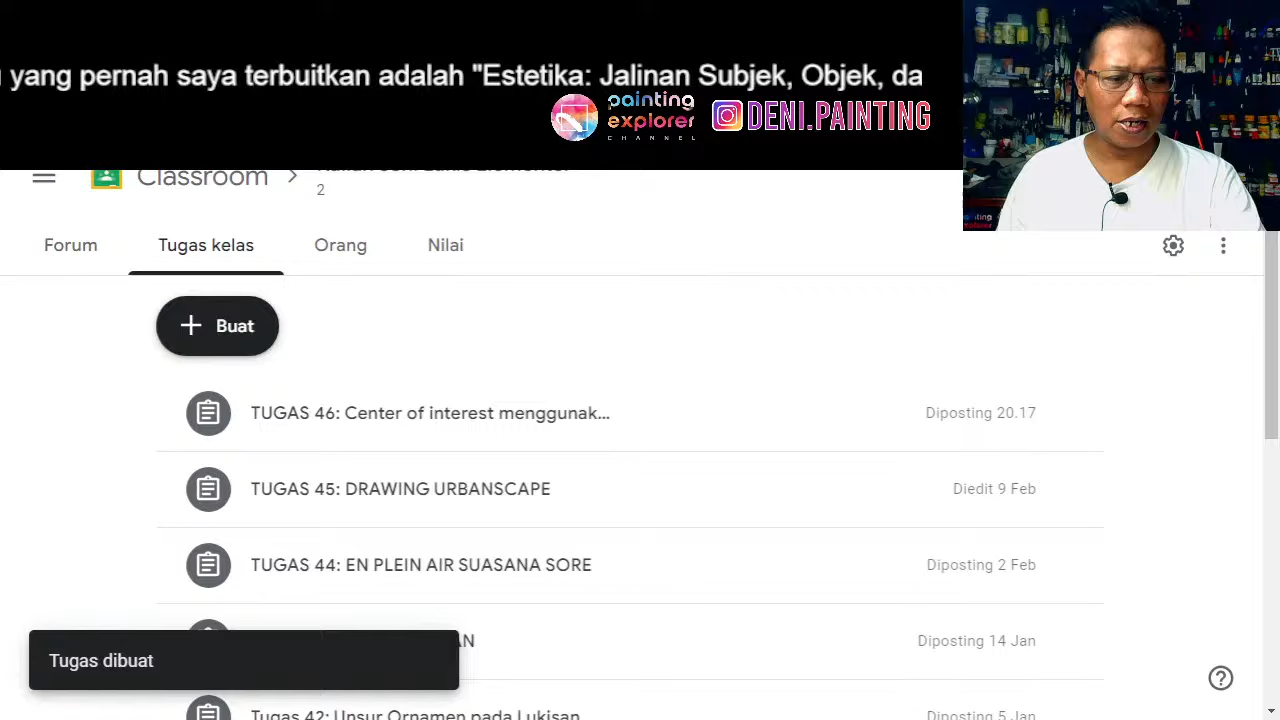 yang pernah saya terbuitkan adalah "Estetika: Jalinan Subjek, Objek, da
painting
explorer
CHANNEL
DENI.PAINTING
Classroom
2
Forum
Tugas kelas
Orang
Nilai
Buat
TUGAS 46: Center of interest menggunak...
Diposting 20.17
TUGAS 45: DRAWING URBANSCAPE
Diedit 9 Feb
TUGAS 44: EN PLEIN AIR SUASANA SORE
Diposting 2 Feb
AN
Diposting 14 Jan
Tugas dibuat
Tugas 42: Unsur Ornamen pada Lukisan
Diposting 5 Jan